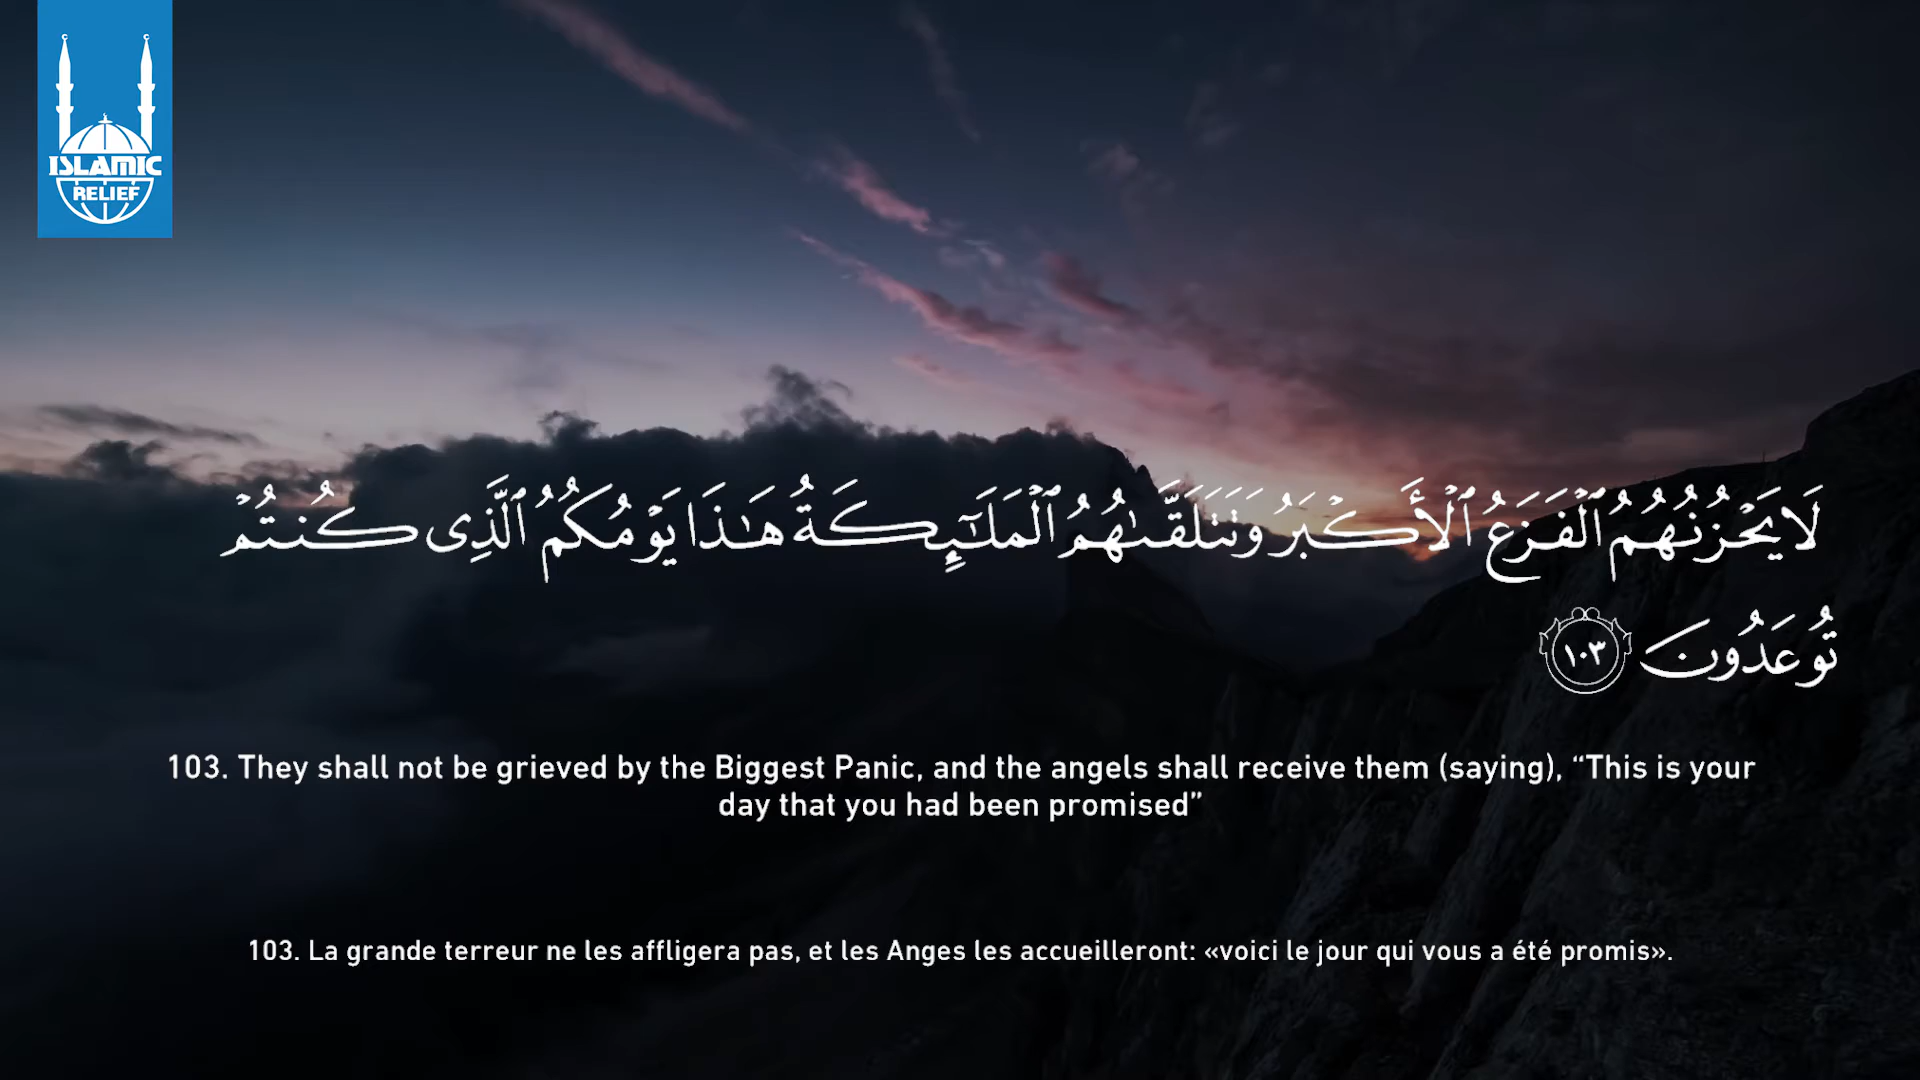 ISLAMIC
RELIEF
لَا يَحْزُنُهُمُ ٱلْفَزَعُ ٱلْأَكْبَرُ وَتَتَلَقَّىٰهُمُ ٱلْمَلَـٰٓئِكَةُ هَـٰذَا يَوْمُكُمُ ٱلَّذِى كُنتُمْ
تُوعَدُونَ ١٠٣
103. They shall not be grieved by the Biggest Panic, and the angels shall receive them (saying), “This is your
day that you had been promised”
103. La grande terreur ne les affligera pas, et les Anges les accueilleront: «voici le jour qui vous a été promis».